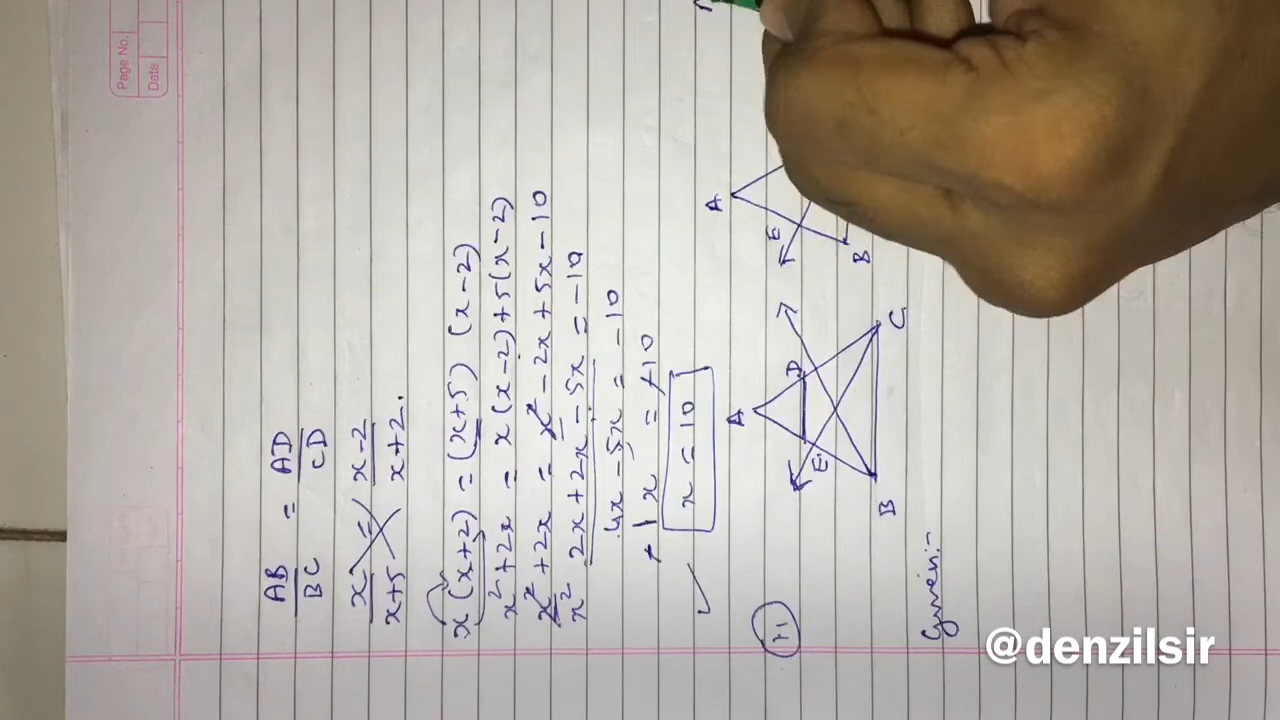 Page No.
Date
AB/BC = AD/CD
x/x+5 = x-2/x+2.
x(x+2) = (x+5) (x-2)
x²+2x = x(x-2)+5(x-2)
x²+2x = x² - 2x + 5x - 10
x² 2x + 2x - 5x = -10
4x - 5x = -10
x = 10
x = 10
11
A
E
D
B
C
A
E
B
Given:-
@denzilsir